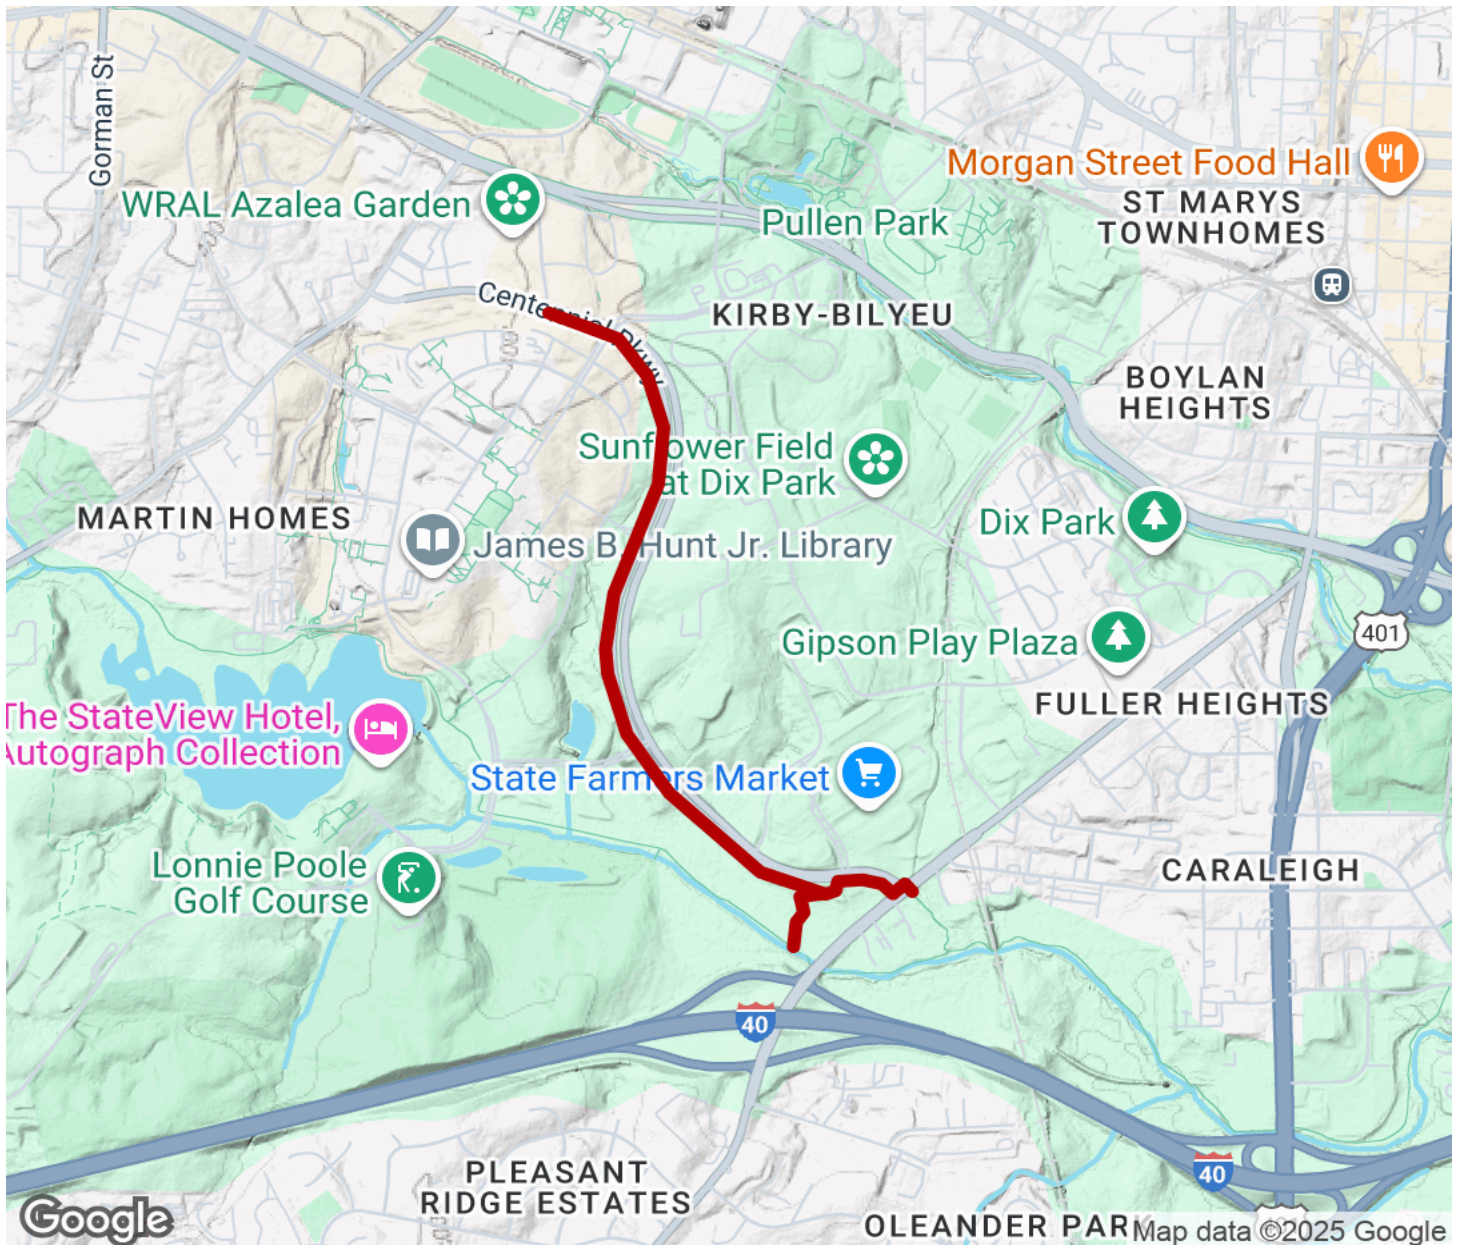 Gorman St
WRAL Azalea Garden
Morgan Street Food Hall
ST MARYS
TOWNHOMES
Pullen Park
Centennial Pkwy
KIRBY-BILYEU
BOYLAN
HEIGHTS
Sunflower Field
at Dix Park
MARTIN HOMES
James B. Hunt Jr. Library
Dix Park
Gipson Play Plaza
401
FULLER HEIGHTS
The StateView Hotel,
Autograph Collection
State Farmers Market
Lonnie Poole
Golf Course
CARALEIGH
40
PLEASANT
RIDGE ESTATES
40
Google
OLEANDER PARK
Map data ©2025 Google